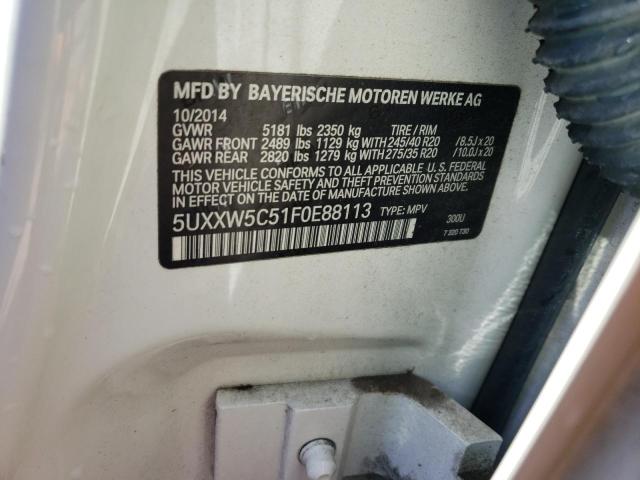 MFD BY BAYERISCHE MOTOREN WERKE AG
10/2014
GVWR 5181 lbs 2350 kg TIRE / RIM
GAWR FRONT 2489 lbs 1129 kg WITH 245/40 R20 /8.5J x 20
GAWR REAR 2820 lbs 1279 kg WITH 275/35 R20 /10.0J x 20
THIS VEHICLE CONFORMS TO ALL APPLICABLE U.S. FEDERAL
MOTOR VEHICLE SAFETY AND THEFT PREVENTION STANDARDS
IN EFFECT ON THE DATE OF MANUFACTURE SHOWN ABOVE.
5UXXW5C51F0E88113 TYPE: MPV 300U
7 320 730